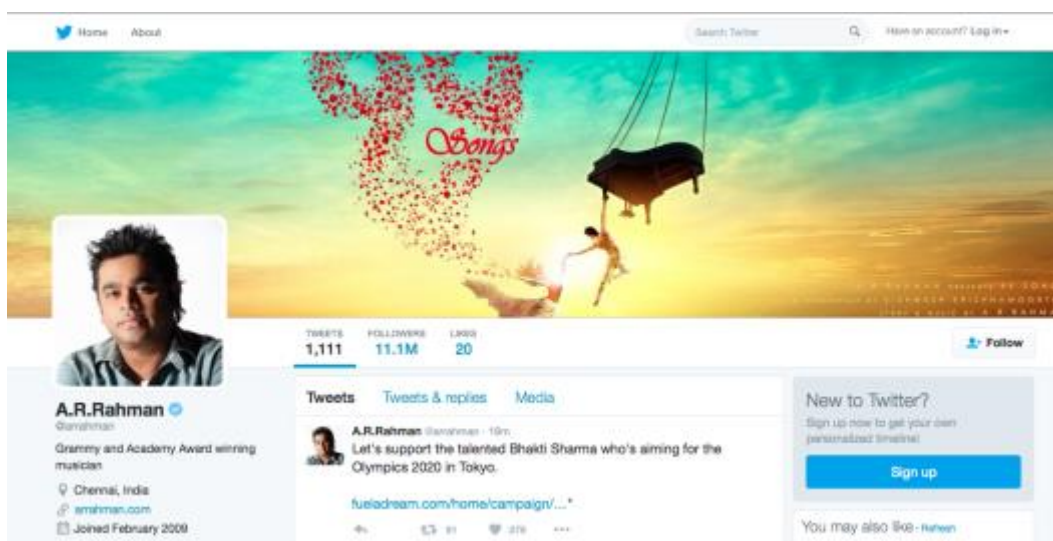 Home About Search Twitter Have an account? Log in
99
Songs
TWEETS FOLLOWERS LIKES
1,111 11.1M 20
Follow
A.R.Rahman
@arrahman
Grammy and Academy Award winning
musician
Chennai, India
arrahman.com
Joined February 2009
Tweets Tweets & replies Media
A.R.Rahman @arrahman
Let's support the talented Bhakti Sharma who's aiming for the
Olympics 2020 in Tokyo.
fueladream.com/home/campaign/..."
New to Twitter?
Sign up now to get your own
personalized timeline!
Sign up
You may also like · Refresh